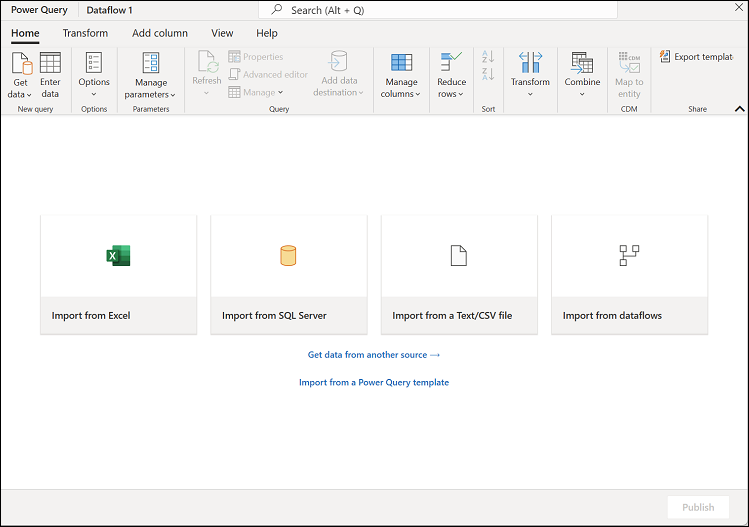 Power Query
Dataflow 1
Search (Alt + Q)
Home
Transform
Add column
View
Help
Get
data
Enter
data
New query
Options
Options
Manage
parameters
Parameters
Refresh
Properties
Advanced editor
Manage
Add data
destination
Query
Manage
columns
Reduce
rows
A
Z
Z
A
Sort
Transform
Combine
CDM
Map to
entity
CDM
Export templat
Share
X
Import from Excel
Import from SQL Server
Import from a Text/CSV file
Import from dataflows
Get data from another source →
Import from a Power Query template
Publish